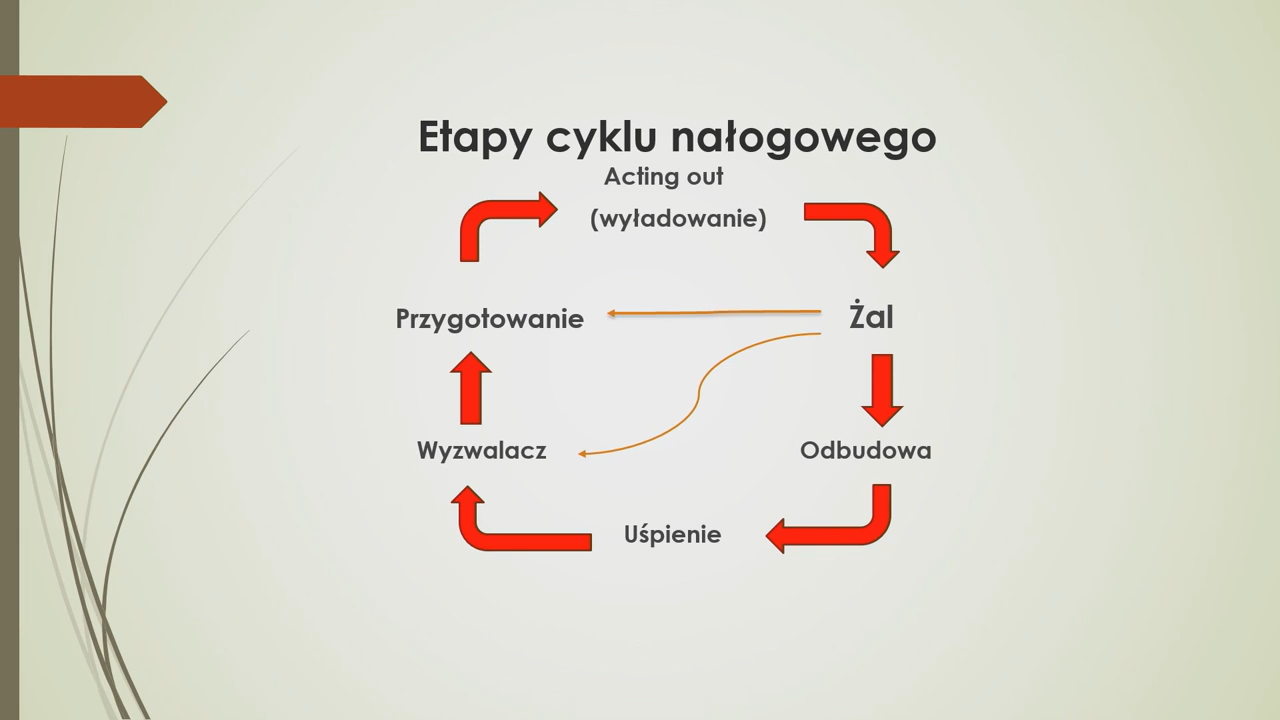 Etapy cyklu nałogowego
Acting out
(wyładowanie)
Przygotowanie
Żal
Wyzwalacz
Odbudowa
Uśpienie